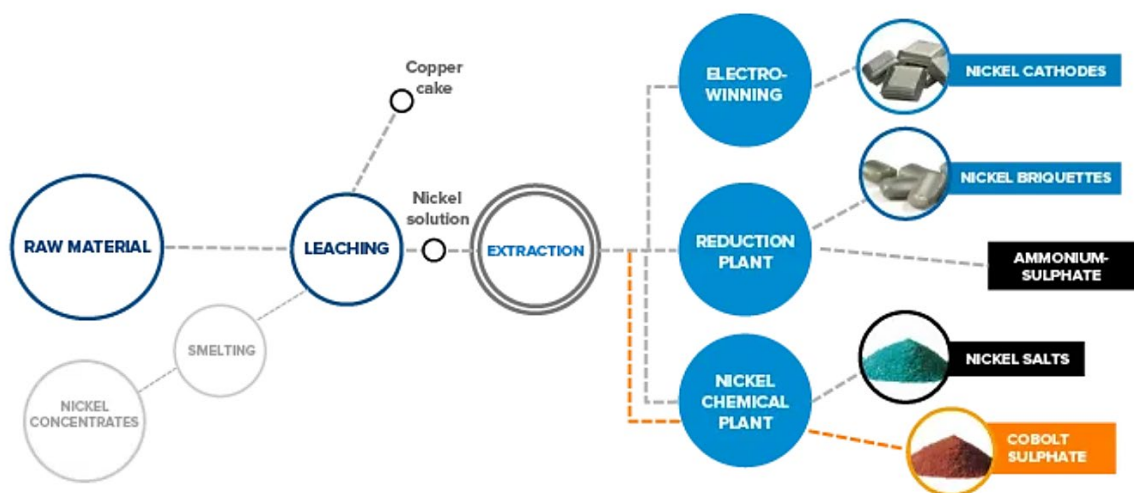 Copper
cake
ELECTRO-
WINNING
NICKEL CATHODES
NICKEL BRIQUETTES
Nickel
solution
RAW MATERIAL
LEACHING
EXTRACTION
REDUCTION
PLANT
AMMONIUM-
SULPHATE
SMELTING
NICKEL
CONCENTRATES
NICKEL
CHEMICAL
PLANT
NICKEL SALTS
COBOLT
SULPHATE